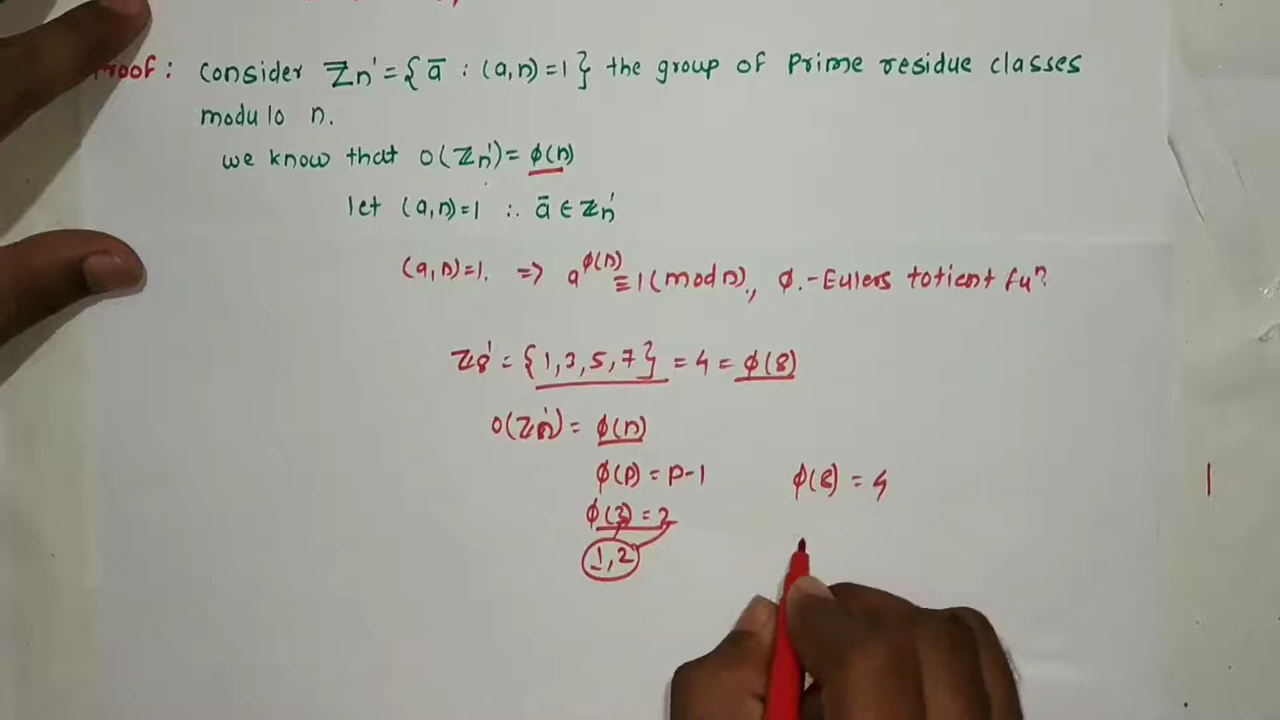 Proof: Consider Zn' = {ā : (a,n)=1} the group of Prime residue classes
modulo n.
we know that O(Zn') = ϕ(n)
let (a,n)=1 ∴ ā ∈ Zn'
(a,n)=1. => a^ϕ(n) ≡ 1(mod n)., ϕ.-Eulers totient fuⁿ
Z8' = {1,3,5,7} = 4 = ϕ(8)
O(Zn') = ϕ(n)
ϕ(P) = P-1 ϕ(8) = 4
ϕ(3) = 2
1,2